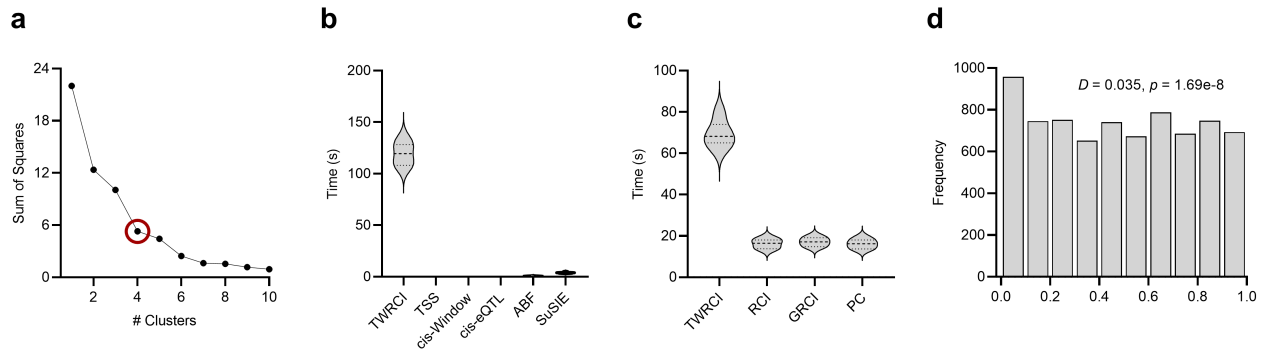 a
24
18
12
6
0
Sum of Squares
2 4 6 8 10
# Clusters
b
200
150
100
50
0
Time (s)
TWRCI
TSS
cis-Window
cis-eQTL
ABF
SuSIE
c
100
80
60
40
20
0
Time (s)
TWRCI
RCI
GRCI
PC
d
D = 0.035, p = 1.69e-8
1000
800
600
400
200
0
Frequency
0.0 0.2 0.4 0.6 0.8 1.0